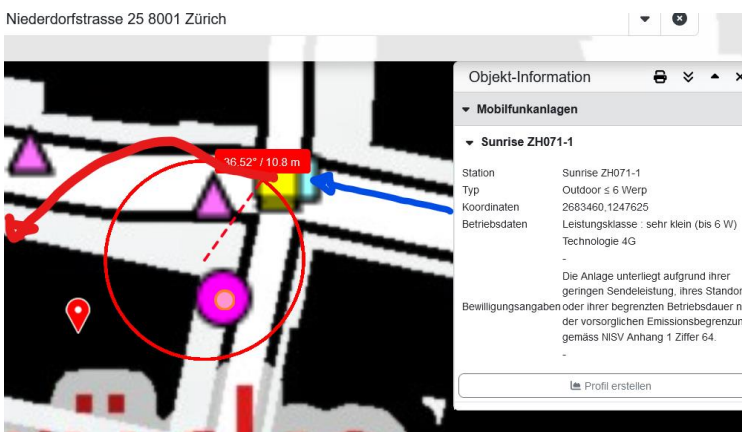 Niederdorfstrasse 25 8001 Zürich
36.52° / 10.8 m
Objekt-Information
Mobilfunkanlagen
Sunrise ZH071-1
Station Sunrise ZH071-1
Typ Outdoor ≤ 6 Werp
Koordinaten 2683460,1247625
Betriebsdaten Leistungsklasse : sehr klein (bis 6 W)
Technologie 4G
-
Die Anlage unterliegt aufgrund ihrer
geringen Sendeleistung, ihres Standor
Bewilligungsangaben oder ihrer begrenzten Betriebsdauer n
der vorsorglichen Emissionsbegrenzun
gemäss NISV Anhang 1 Ziffer 64.
-
Profil erstellen